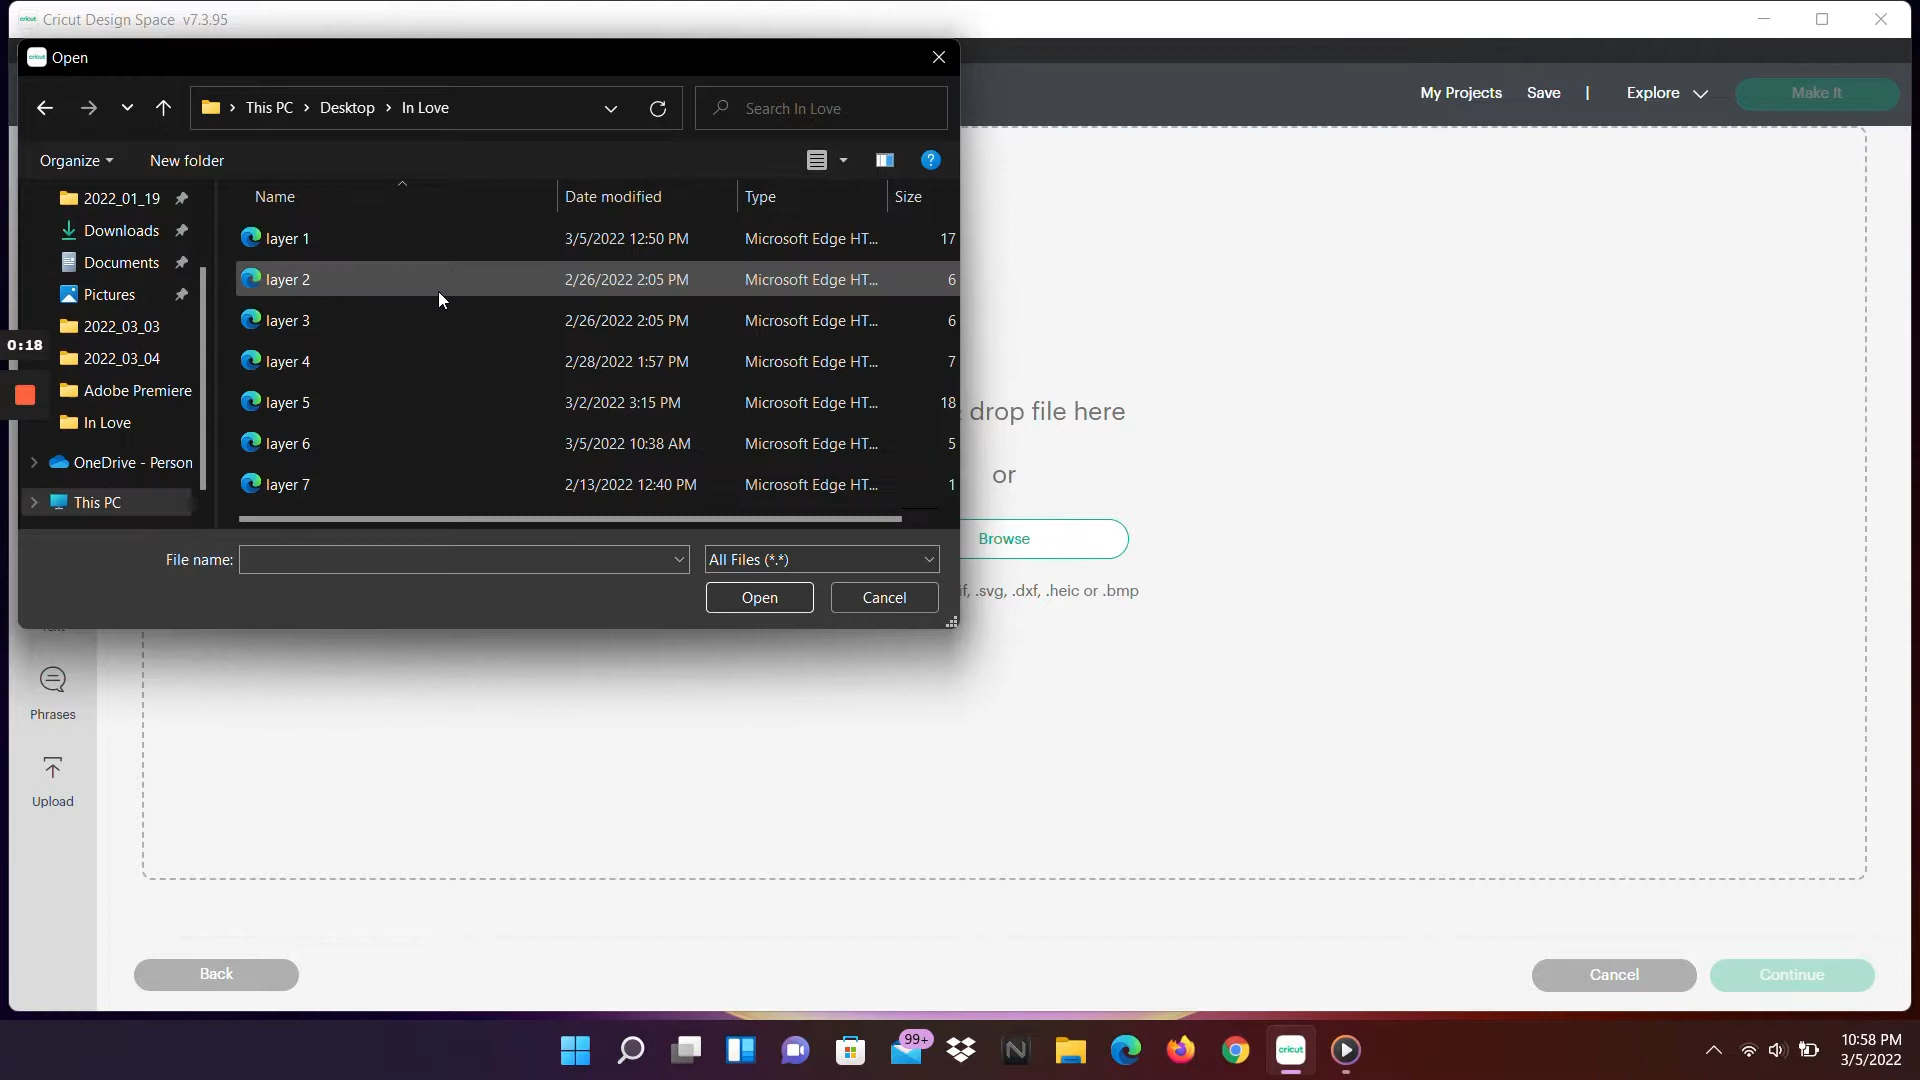 cricut Cricut Design Space v7.3.95
cricut Open
This PC Desktop In Love
Search In Love
My Projects Save | Explore Make It
Organize New folder
?
Name Date modified Type Size
2022_01_19
Downloads
Documents
Pictures
2022_03_03
2022_03_04
Adobe Premiere
In Love
OneDrive - Person
This PC
layer 1 3/5/2022 12:50 PM Microsoft Edge HT... 17
layer 2 2/26/2022 2:05 PM Microsoft Edge HT... 6
layer 3 2/26/2022 2:05 PM Microsoft Edge HT... 6
layer 4 2/28/2022 1:57 PM Microsoft Edge HT... 7
layer 5 3/2/2022 3:15 PM Microsoft Edge HT... 18
layer 6 3/5/2022 10:38 AM Microsoft Edge HT... 5
layer 7 2/13/2022 12:40 PM Microsoft Edge HT... 1
0:18
File name: All Files (*.*)
Open Cancel
drop file here
or
Browse
.svg, .dxf, .heic or .bmp
Phrases
Upload
Back Cancel Continue
99+
N
cricut
10:58 PM
3/5/2022